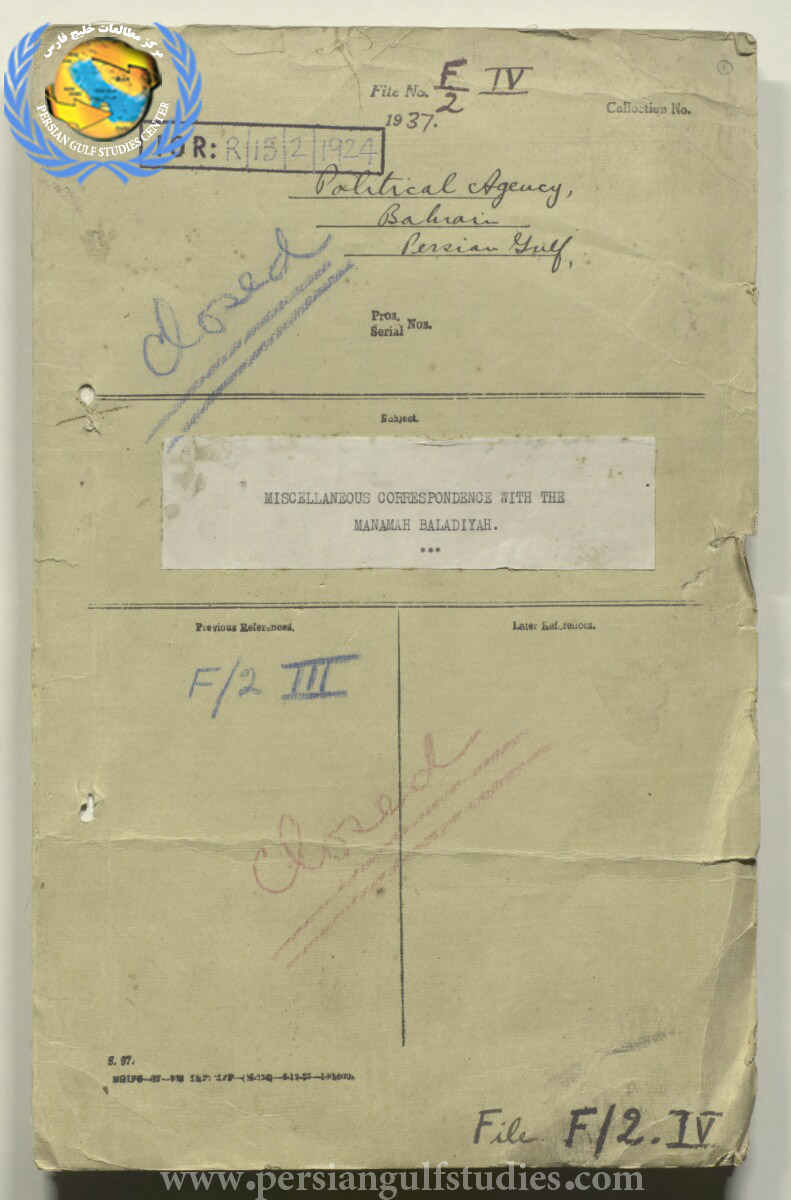 مرکز مطالعات خلیج فارس
PERSIAN GULF STUDIES CENTER
File No. F/2 IV
1937.
Collection No.
IOR: R/15/2/1924
Political Agency,
Bahrain
Persian Gulf,
Closed
Pros.
Serial Nos.
Subject.
MISCELLANEOUS CORRESPONDENCE WITH THE
MANAMAH BALADIYAH.
***
Previous References.
Later References.
F/2 III
Closed
S. 97.
File F/2. IV
www.persiangulfstudies.com